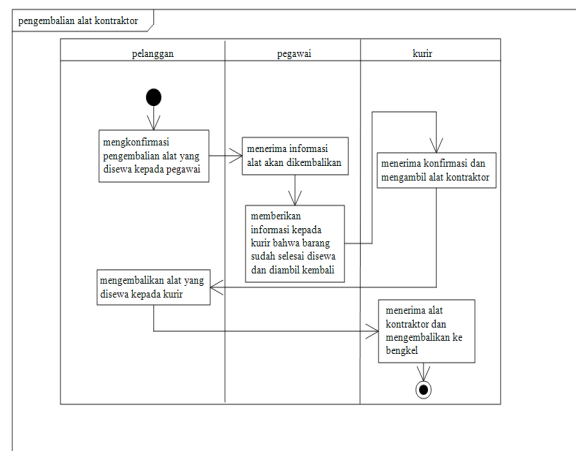 pengembalian alat kontraktor
pelanggan
pegawai
kurir
mengkonfirmasi
pengembalian alat yang
disewa kepada pegawai
menerima informasi
alat akan dikembalikan
menerima konfirmasi dan
mengambil alat kontraktor
memberikan
informasi kepada
kurir bahwa barang
sudah selesai disewa
dan diambil kembali
mengembalikan alat yang
disewa kepada kurir
menerima alat
kontraktor dan
mengembalikan ke
bengkel